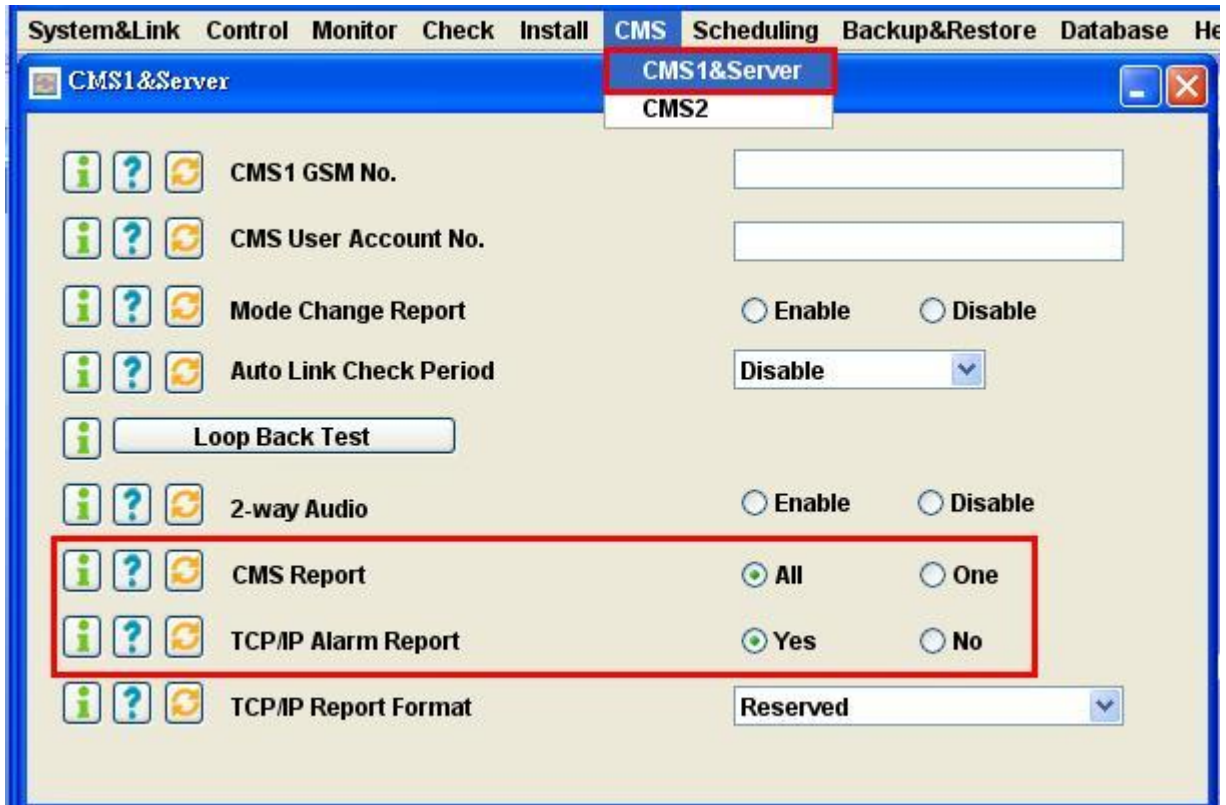 System&Link Control Monitor Check Install CMS Scheduling Backup&Restore Database He
CMS1&Server
CMS1&Server
CMS2
CMS1 GSM No.
CMS User Account No.
Mode Change Report Enable Disable
Auto Link Check Period Disable
Loop Back Test
2-way Audio Enable Disable
CMS Report All One
TCP/IP Alarm Report Yes No
TCP/IP Report Format Reserved